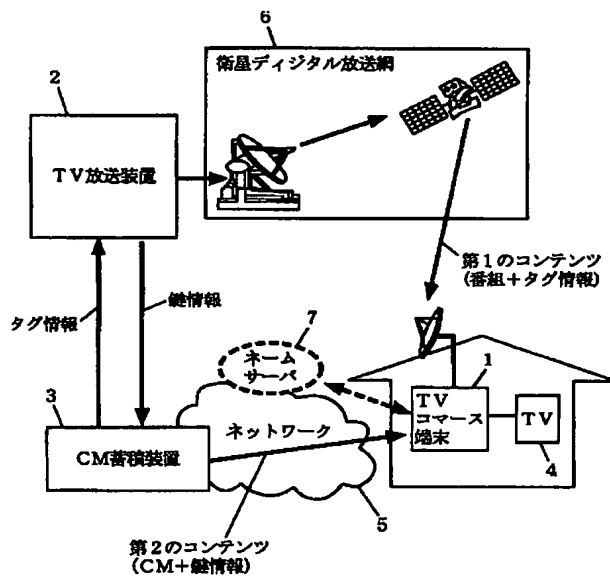 6
衛星ディジタル放送網
2
TV放送装置
第1のコンテンツ
(番組+タグ情報)
タグ情報
鍵情報
7
ネーム
サーバ
1
TV
コマース
端末
TV
4
3
CM蓄積装置
ネットワーク
5
第2のコンテンツ
(CM+鍵情報)